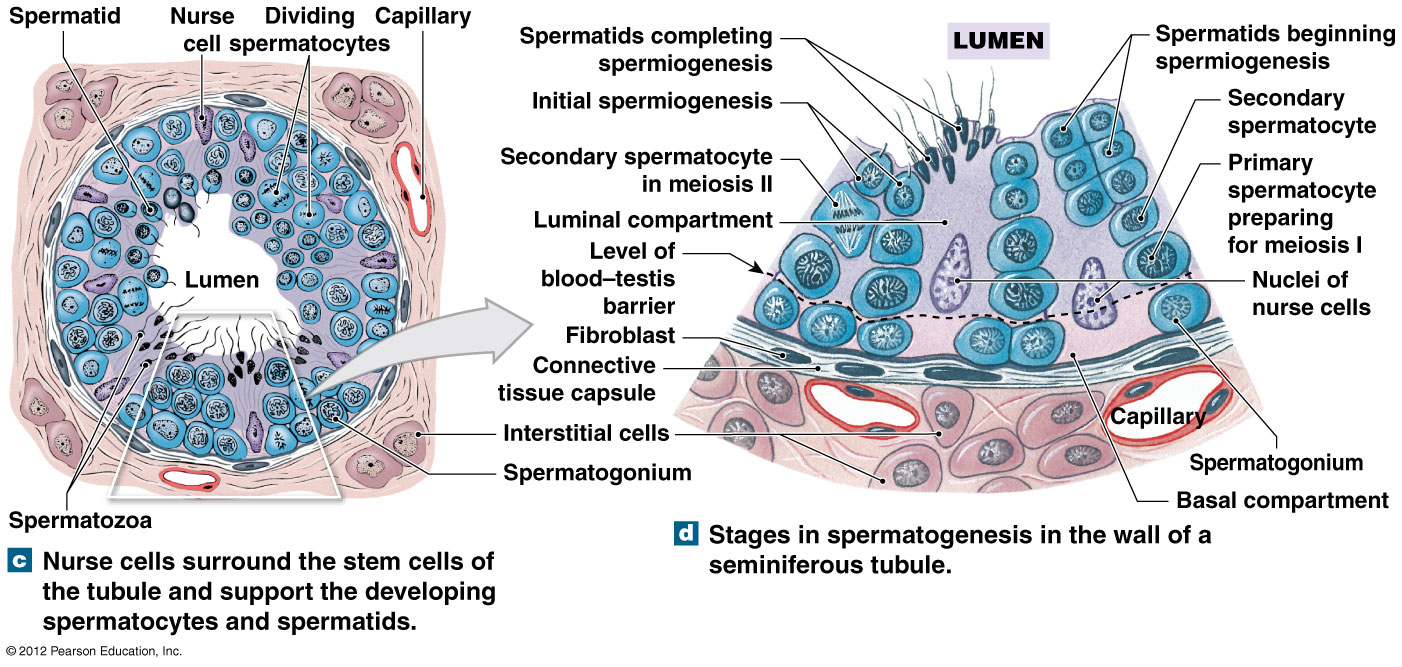 Spermatid
Nurse
cell
Dividing
spermatocytes
Capillary
Lumen
Interstitial cells
Spermatogonium
Spermatozoa
c Nurse cells surround the stem cells of
the tubule and support the developing
spermatocytes and spermatids.
© 2012 Pearson Education, Inc.
Spermatids completing
spermiogenesis
Initial spermiogenesis
Secondary spermatocyte
in meiosis II
Luminal compartment
Level of
blood–testis
barrier
Fibroblast
Connective
tissue capsule
LUMEN
Spermatids beginning
spermiogenesis
Secondary
spermatocyte
Primary
spermatocyte
preparing
for meiosis I
Nuclei of
nurse cells
Capillary
Spermatogonium
Basal compartment
d Stages in spermatogenesis in the wall of a
seminiferous tubule.